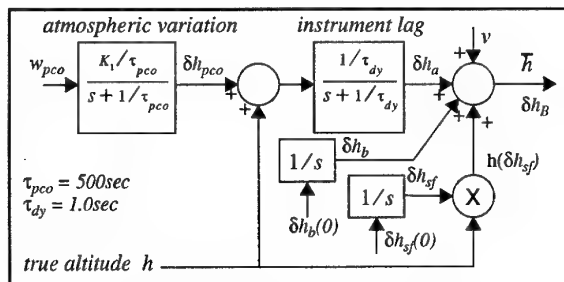 atmospheric variation
instrument lag
w_pco
K₁/τ_pco
s + 1/τ_pco
δh_pco
+
+
1/τ_dy
s + 1/τ_dy
δh_a
v
+
+
+
+
h̄
δh_B
1/s
δh_b
δh_b(0)
1/s
δh_sf
δh_sf(0)
X
h(δh_sf)
τ_pco = 500sec
τ_dy = 1.0sec
true altitude h